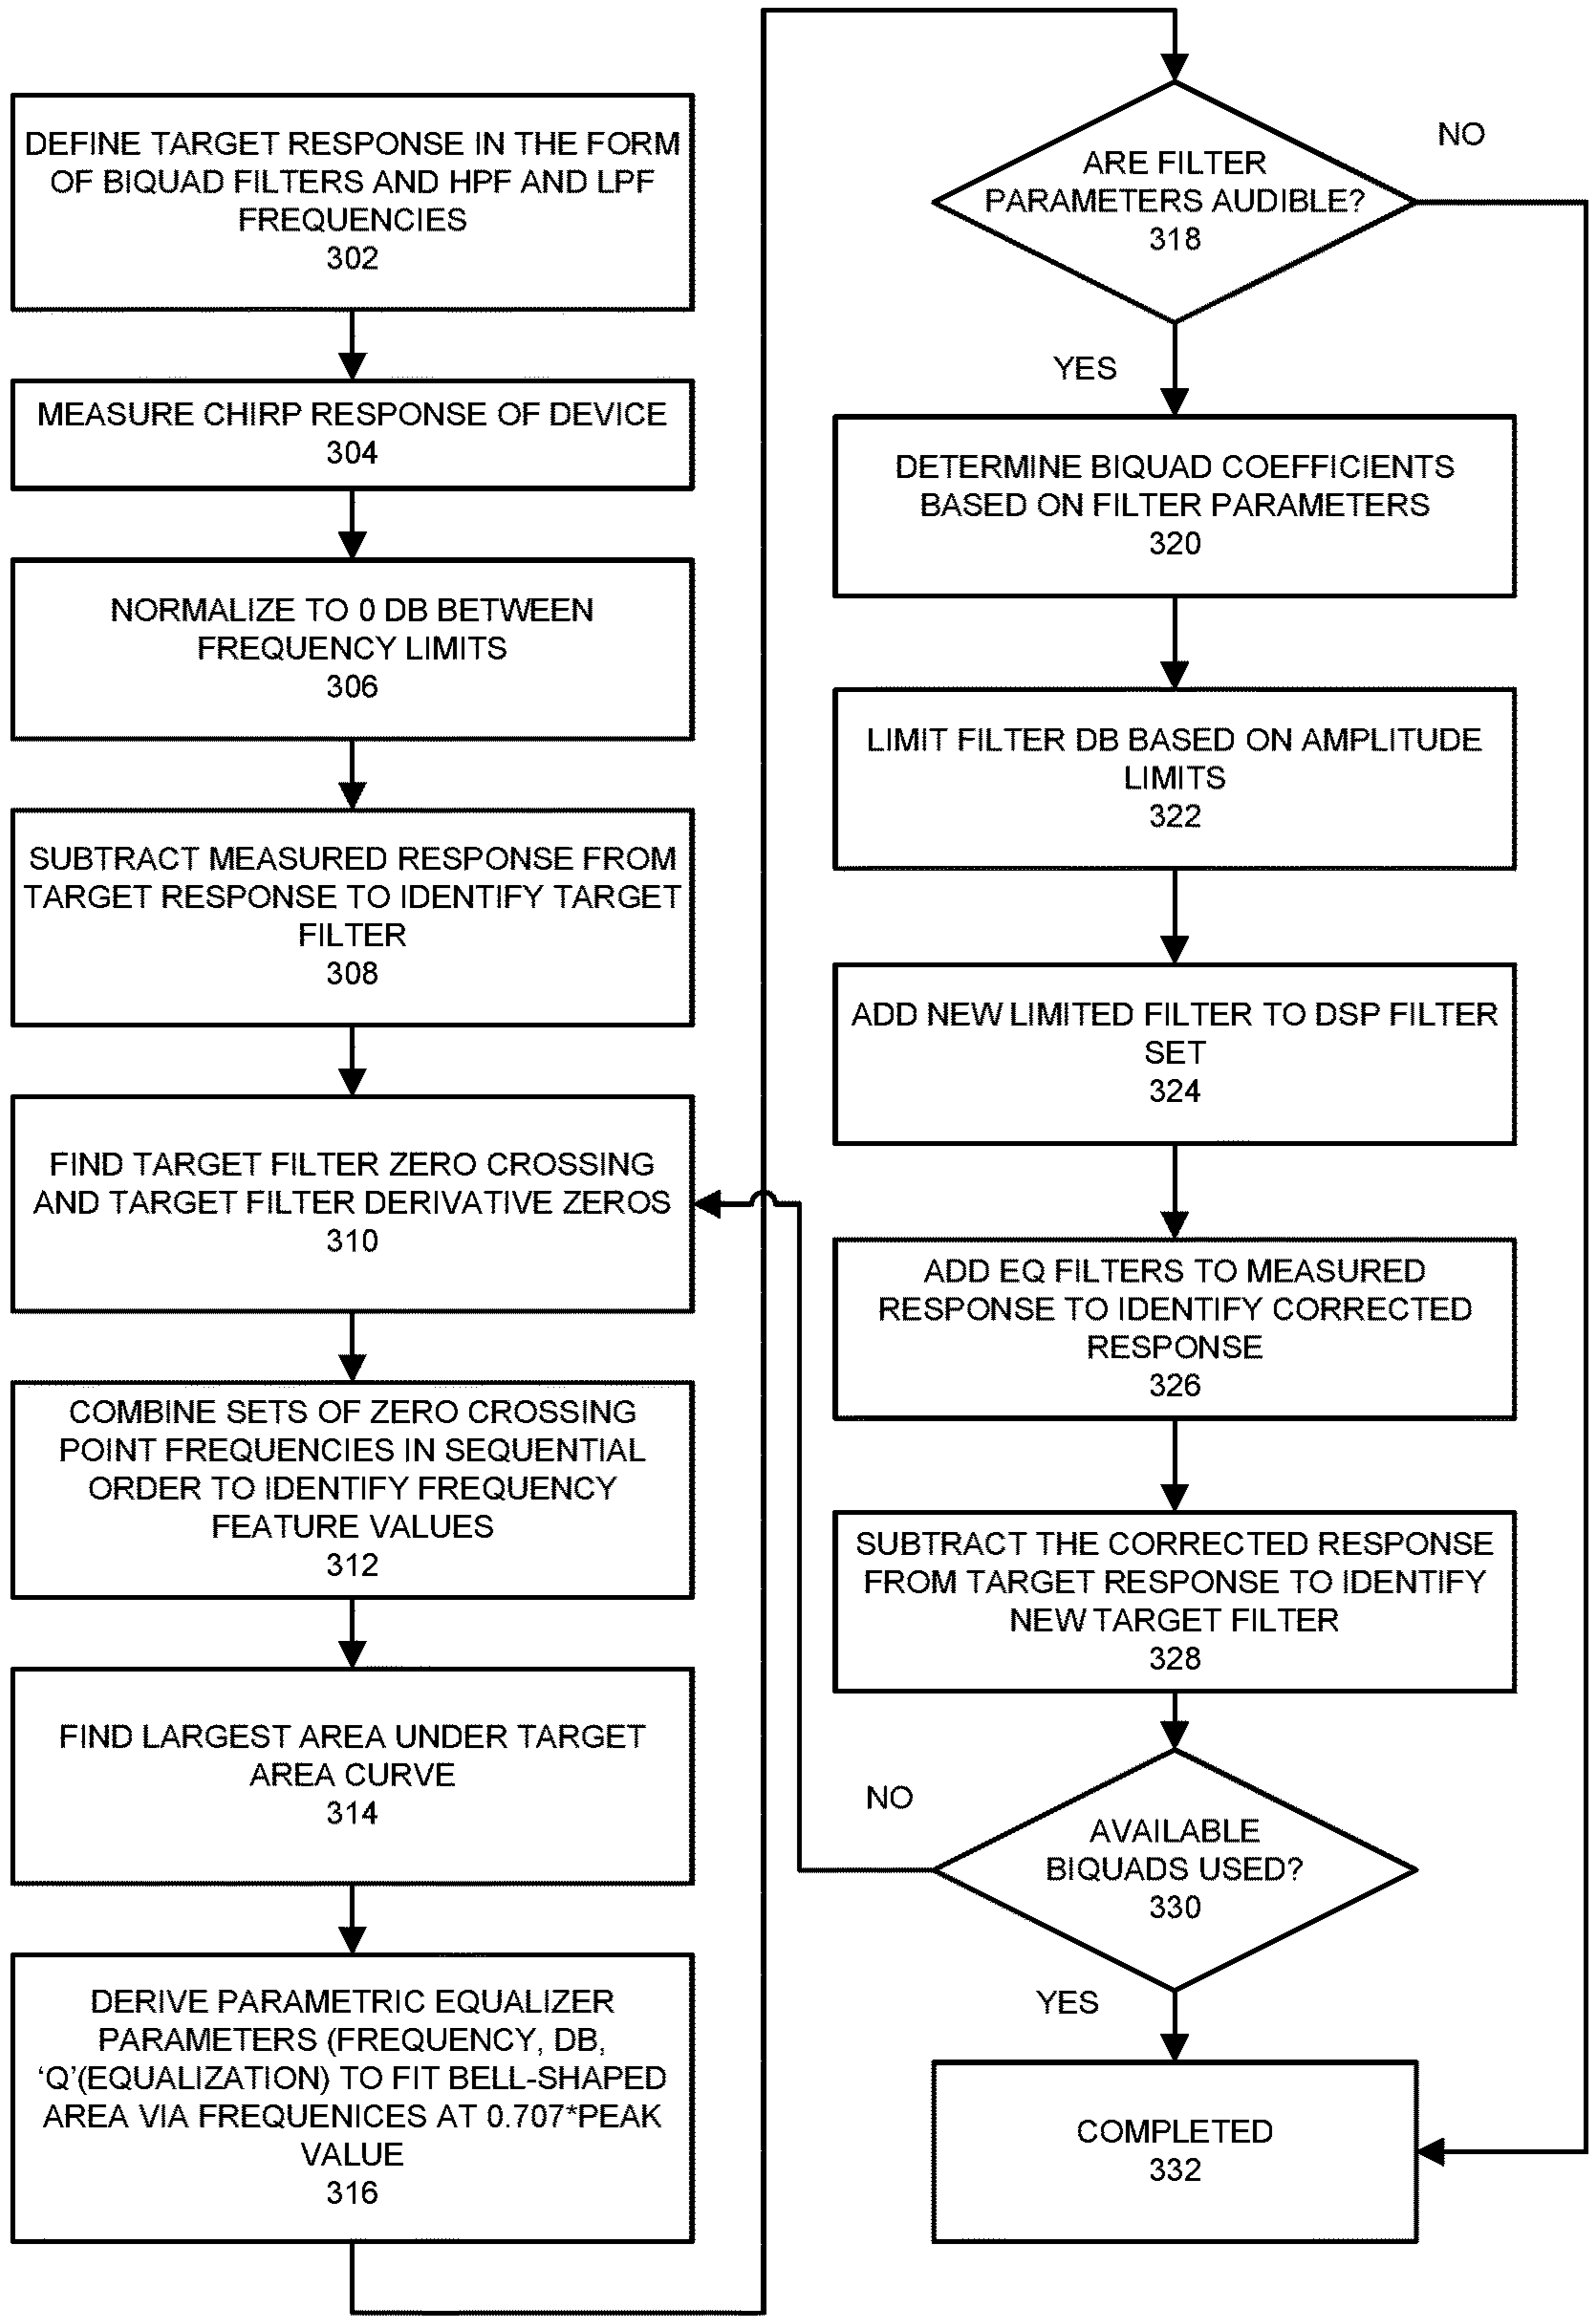 DEFINE TARGET RESPONSE IN THE FORM
OF BIQUAD FILTERS AND HPF AND LPF
FREQUENCIES
302
MEASURE CHIRP RESPONSE OF DEVICE
304
NORMALIZE TO 0 DB BETWEEN
FREQUENCY LIMITS
306
SUBTRACT MEASURED RESPONSE FROM
TARGET RESPONSE TO IDENTIFY TARGET
FILTER
308
FIND TARGET FILTER ZERO CROSSING
AND TARGET FILTER DERIVATIVE ZEROS
310
COMBINE SETS OF ZERO CROSSING
POINT FREQUENCIES IN SEQUENTIAL
ORDER TO IDENTIFY FREQUENCY
FEATURE VALUES
312
FIND LARGEST AREA UNDER TARGET
AREA CURVE
314
DERIVE PARAMETRIC EQUALIZER
PARAMETERS (FREQUENCY, DB,
‘Q’(EQUALIZATION) TO FIT BELL-SHAPED
AREA VIA FREQUENICES AT 0.707*PEAK
VALUE
316
ARE FILTER
PARAMETERS AUDIBLE?
318
NO
YES
DETERMINE BIQUAD COEFFICIENTS
BASED ON FILTER PARAMETERS
320
LIMIT FILTER DB BASED ON AMPLITUDE
LIMITS
322
ADD NEW LIMITED FILTER TO DSP FILTER
SET
324
ADD EQ FILTERS TO MEASURED
RESPONSE TO IDENTIFY CORRECTED
RESPONSE
326
SUBTRACT THE CORRECTED RESPONSE
FROM TARGET RESPONSE TO IDENTIFY
NEW TARGET FILTER
328
NO
AVAILABLE
BIQUADS USED?
330
YES
COMPLETED
332